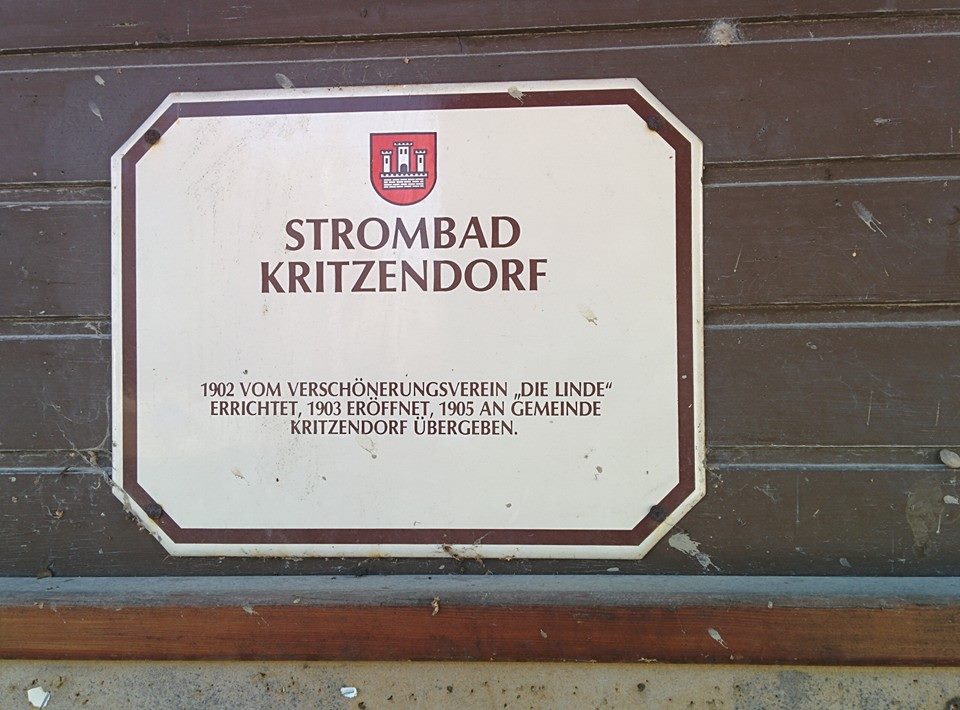 STROMBAD
KRITZENDORF
1902 VOM VERSCHÖNERUNGSVEREIN „DIE LINDE“
ERRICHTET, 1903 ERÖFFNET, 1905 AN GEMEINDE
KRITZENDORF ÜBERGEBEN.